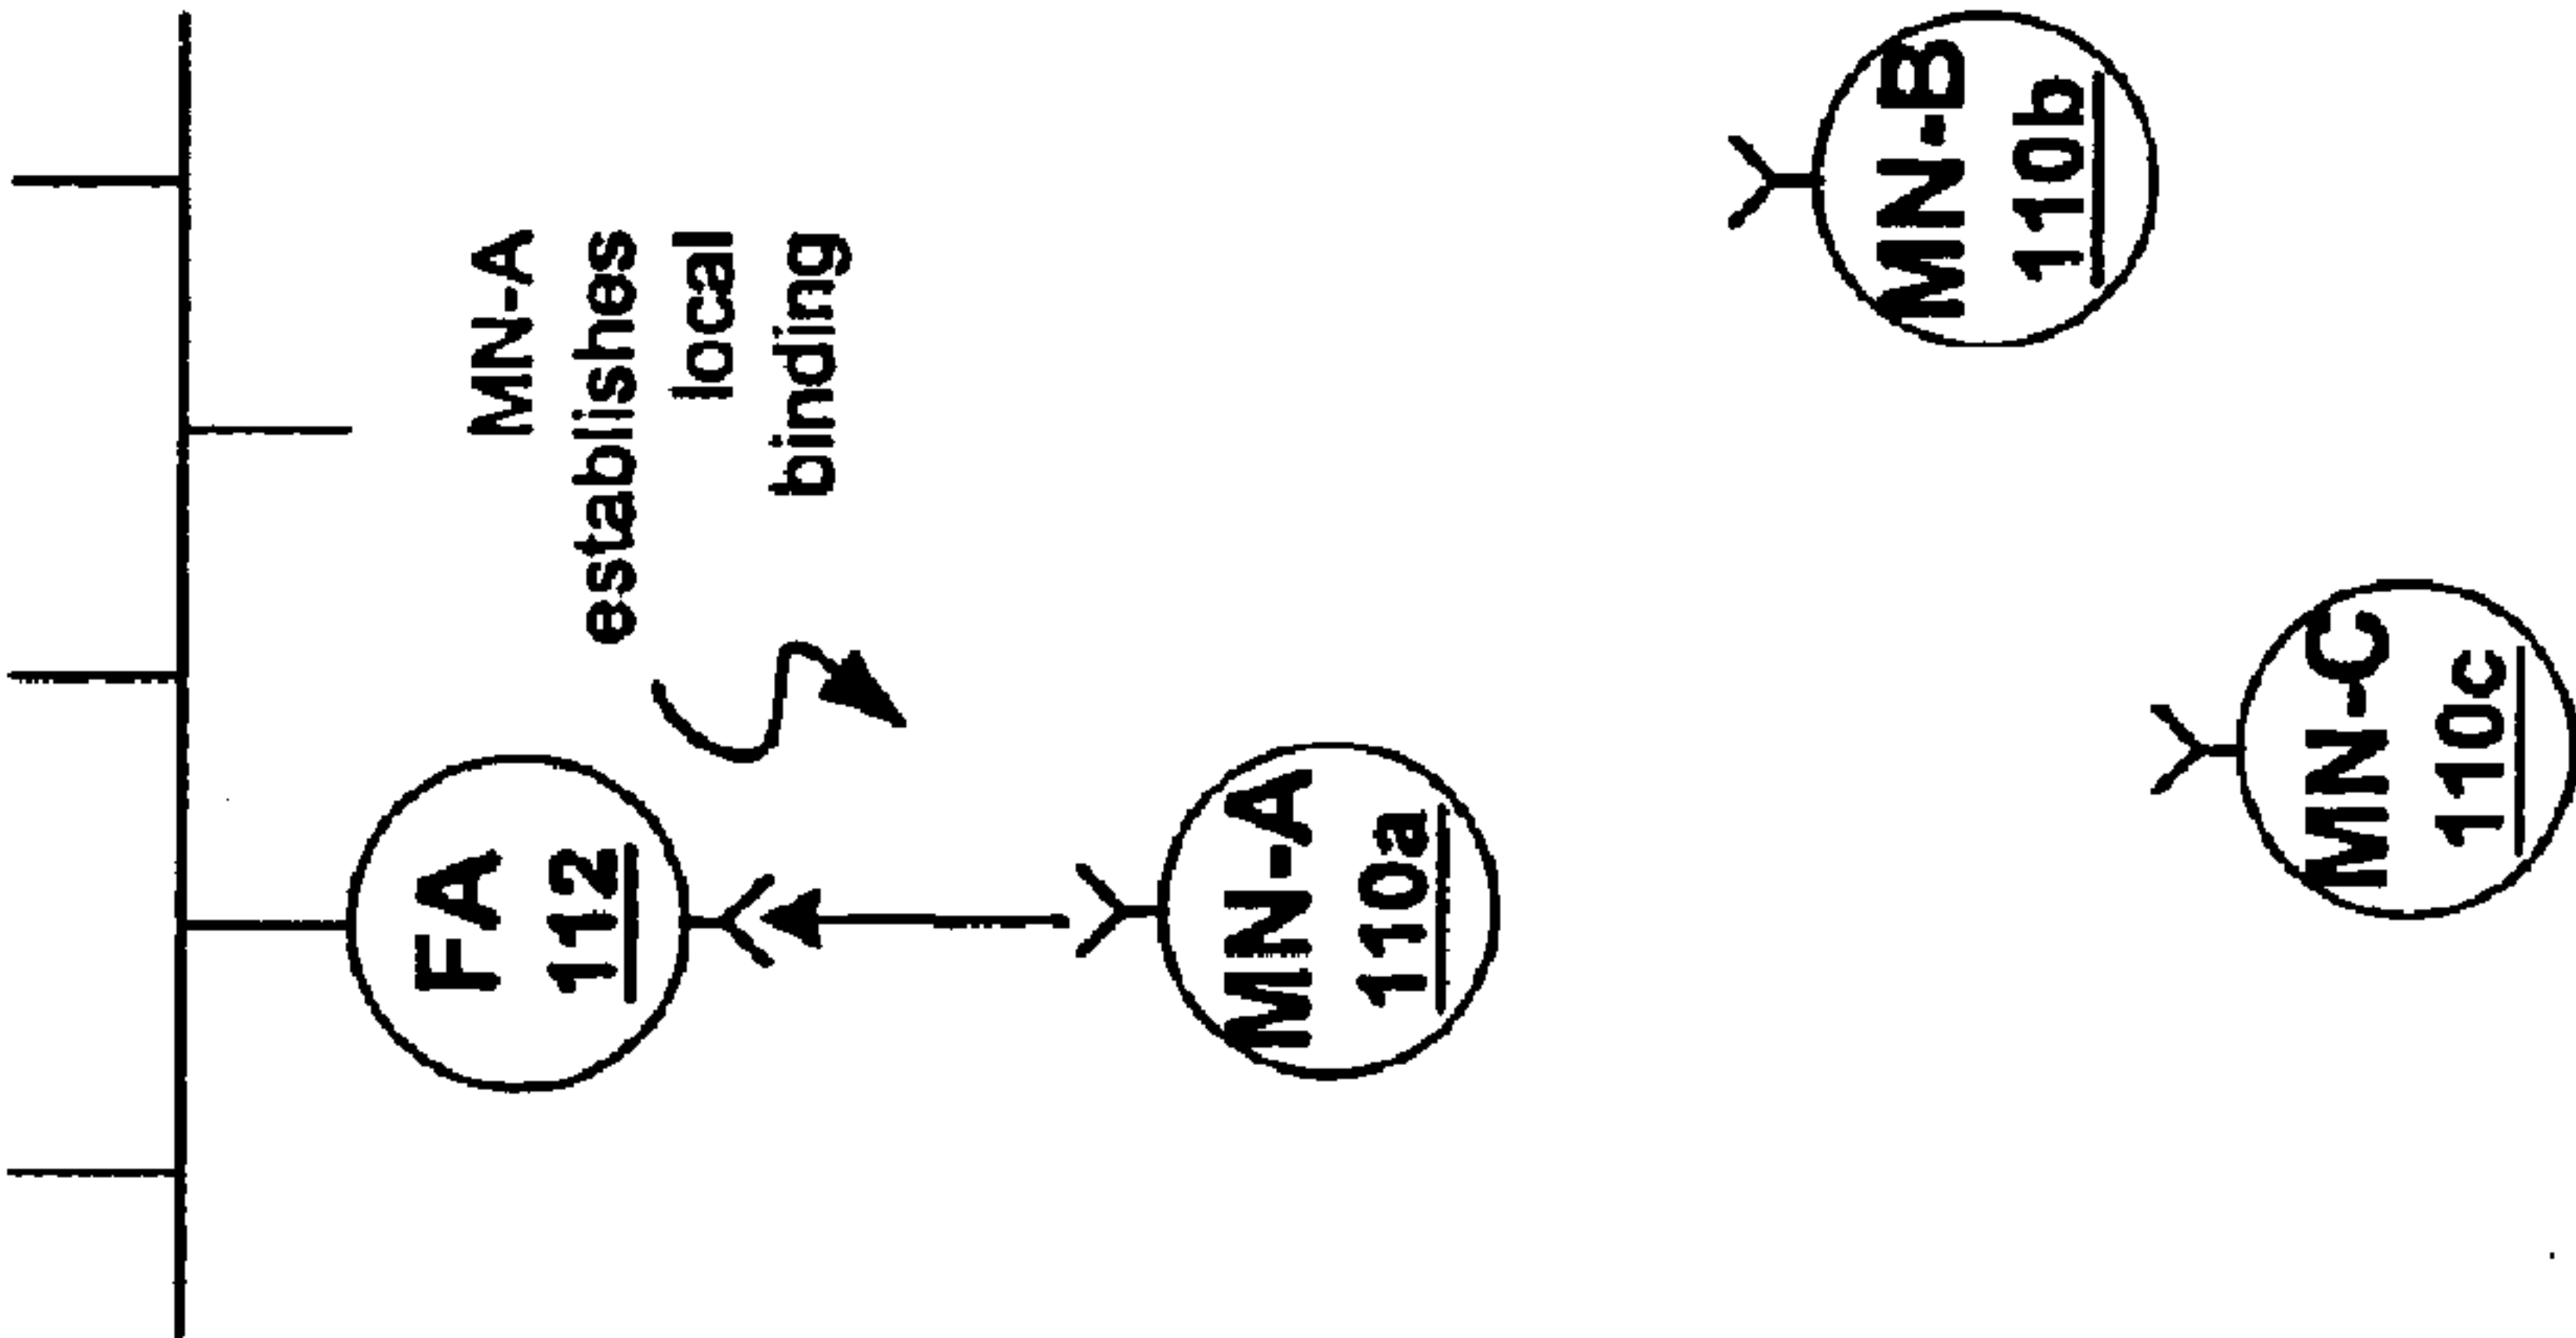 MN-A
establishes
local
binding
FA
112
MN-A
110a
MN-B
110b
MN-C
110c